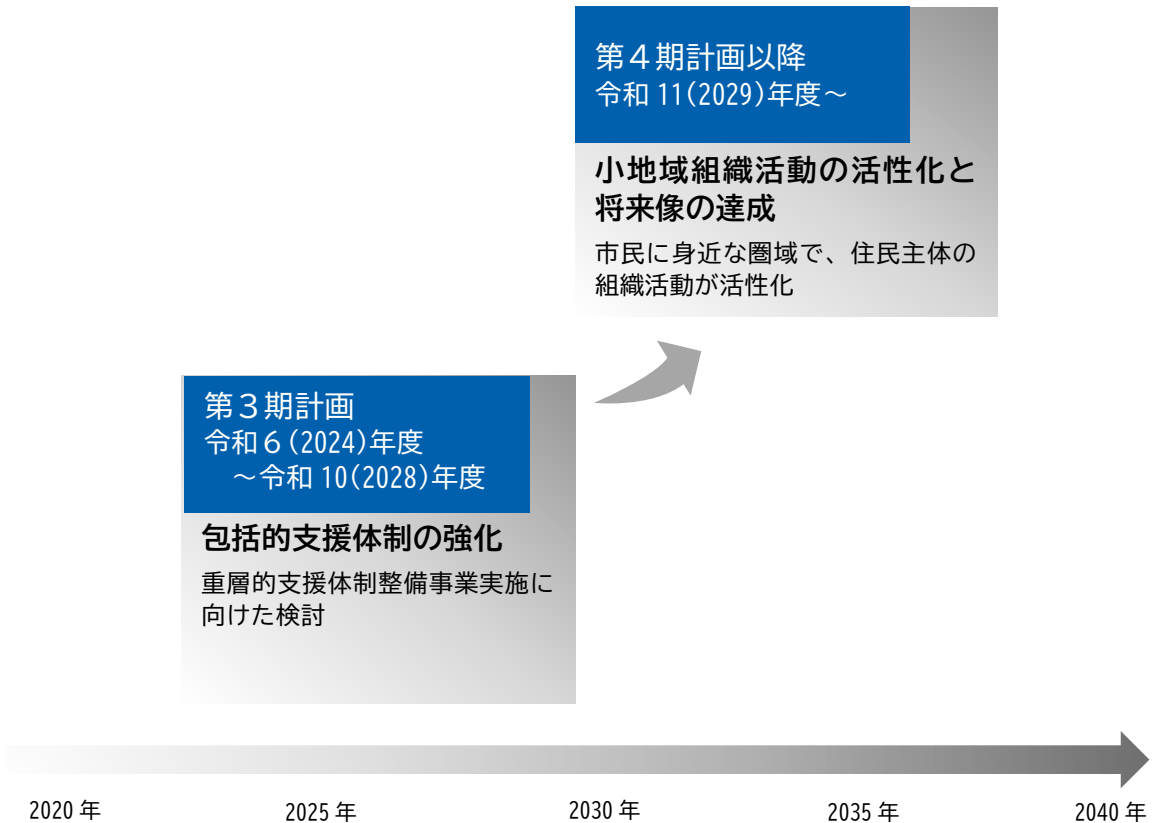 第４期計画以降
令和 11(2029)年度～
小地域組織活動の活性化と
将来像の達成
市民に身近な圏域で、住民主体の
組織活動が活性化
第３期計画
令和６(2024)年度
～令和 10(2028)年度
包括的支援体制の強化
重層的支援体制整備事業実施に
向けた検討
2020 年
2025 年
2030 年
2035 年
2040 年